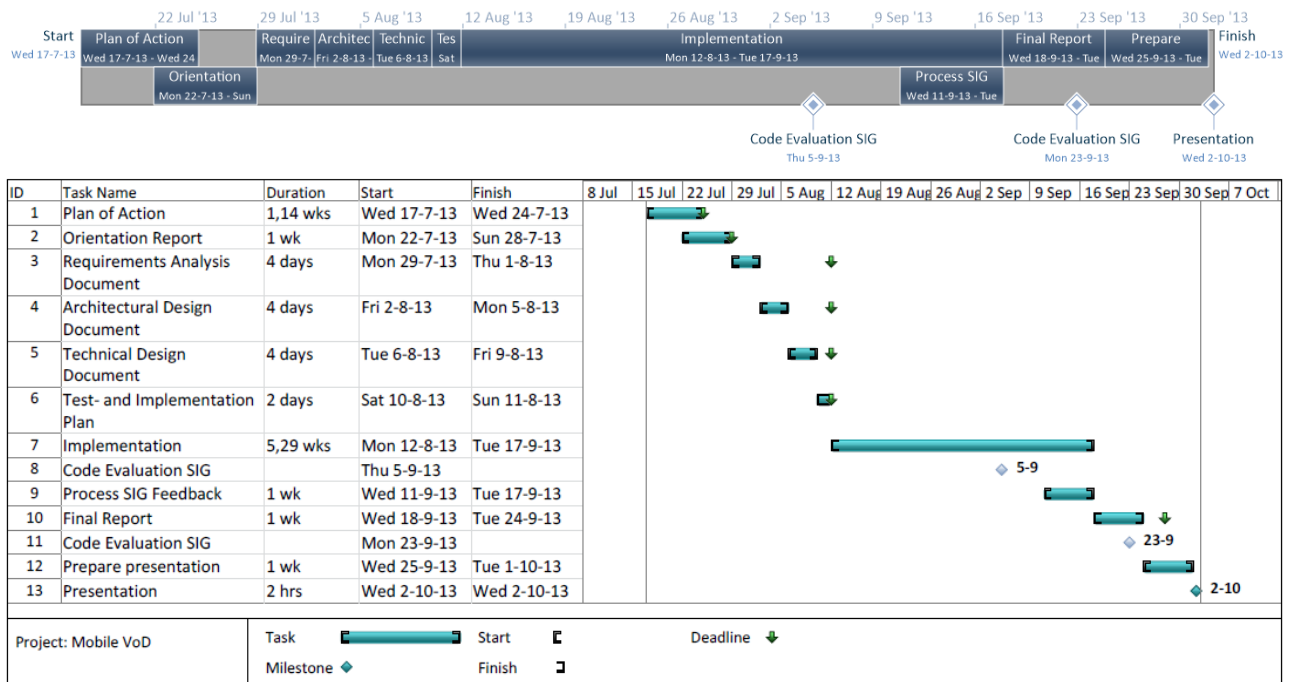 22 Jul '13 29 Jul '13 5 Aug '13 12 Aug '13 19 Aug '13 26 Aug '13 2 Sep '13 9 Sep '13 16 Sep '13 23 Sep '13 30 Sep '13
Start Plan of Action Require Architec Technic Tes Implementation Final Report Prepare Finish
Wed 17-7-13 Wed 17-7-13 - Wed 24 Mon 29-7- Fri 2-8-13 - Tue 6-8-13 Sat Mon 12-8-13 - Tue 17-9-13 Wed 18-9-13 - Tue Wed 25-9-13 - Tue Wed 2-10-13
Orientation Process SIG
Mon 22-7-13 - Sun Wed 11-9-13 - Tue
Code Evaluation SIG Code Evaluation SIG Presentation
Thu 5-9-13 Mon 23-9-13 Wed 2-10-13
ID Task Name Duration Start Finish 8 Jul 15 Jul 22 Jul 29 Jul 5 Aug 12 Aug 19 Aug 26 Aug 2 Sep 9 Sep 16 Sep 23 Sep 30 Sep 7 Oct
1 Plan of Action 1,14 wks Wed 17-7-13 Wed 24-7-13
2 Orientation Report 1 wk Mon 22-7-13 Sun 28-7-13
3 Requirements Analysis 4 days Mon 29-7-13 Thu 1-8-13
Document
4 Architectural Design 4 days Fri 2-8-13 Mon 5-8-13
Document
5 Technical Design 4 days Tue 6-8-13 Fri 9-8-13
Document
6 Test- and Implementation 2 days Sat 10-8-13 Sun 11-8-13
Plan
7 Implementation 5,29 wks Mon 12-8-13 Tue 17-9-13
8 Code Evaluation SIG Thu 5-9-13 5-9
9 Process SIG Feedback 1 wk Wed 11-9-13 Tue 17-9-13
10 Final Report 1 wk Wed 18-9-13 Tue 24-9-13
11 Code Evaluation SIG Mon 23-9-13 23-9
12 Prepare presentation 1 wk Wed 25-9-13 Tue 1-10-13
13 Presentation 2 hrs Wed 2-10-13 Wed 2-10-13 2-10
Project: Mobile VoD Task Start Deadline
Milestone Finish